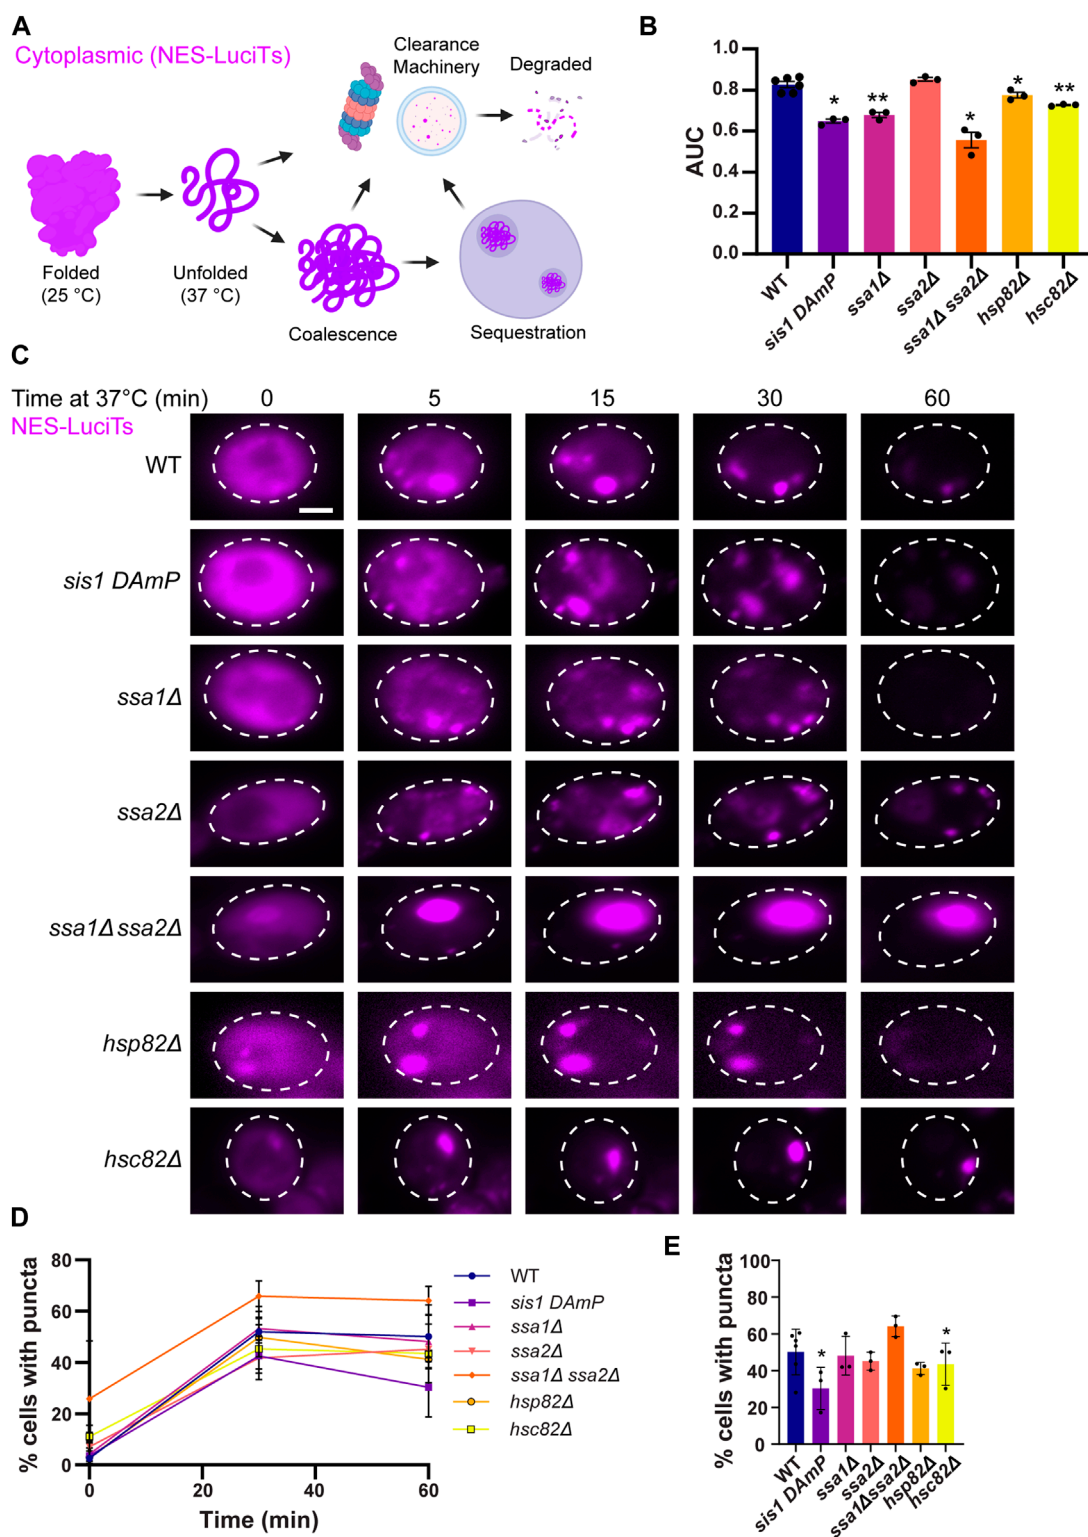 A
Cytoplasmic (NES-LuciTs)
Clearance
Machinery
Degraded
Folded
(25 °C)
Unfolded
(37 °C)
Coalescence
Sequestration
B
AUC
1.0
0.8
0.6
0.4
0.2
0.0
*
**
*
*
**
WT
sis1 DAmP
ssa1Δ
ssa2Δ
ssa1Δ ssa2Δ
hsp82Δ
hsc82Δ
C
Time at 37°C (min) 0 5 15 30 60
NES-LuciTs
WT
sis1 DAmP
ssa1Δ
ssa2Δ
ssa1Δ ssa2Δ
hsp82Δ
hsc82Δ
D
% cells with puncta
80
60
40
20
0
0 20 40 60
Time (min)
WT
sis1 DAmP
ssa1Δ
ssa2Δ
ssa1Δ ssa2Δ
hsp82Δ
hsc82Δ
E
% cells with puncta
100
80
60
40
20
0
*
*
WT
sis1 DAmP
ssa1Δ
ssa2Δ
ssa1Δssa2Δ
hsp82Δ
hsc82Δ